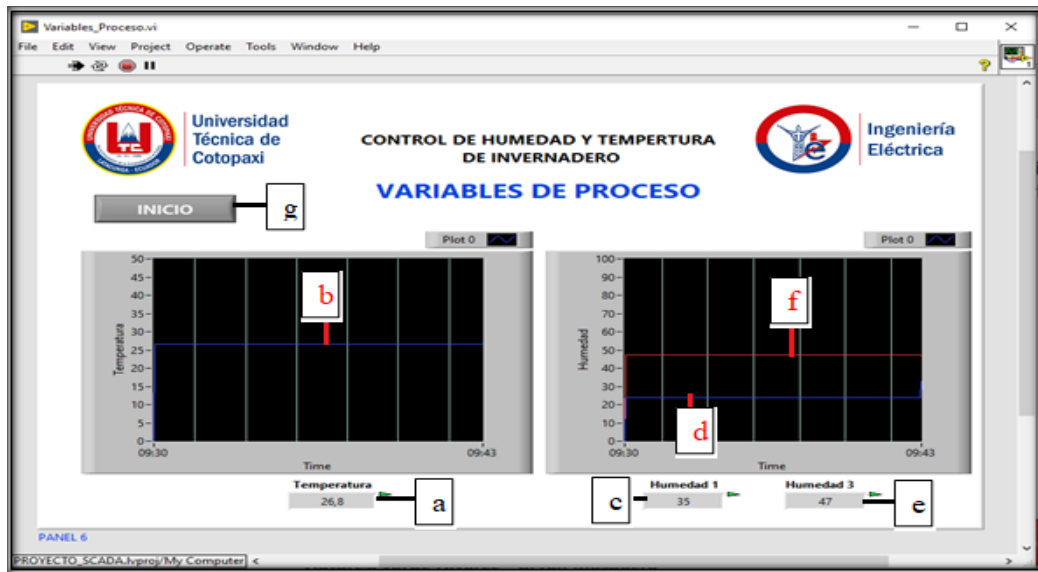 Variables_Proceso.vi
File Edit View Project Operate Tools Window Help
Universidad
Técnica de
Cotopaxi
CONTROL DE HUMEDAD Y TEMPERTURA
DE INVERNADERO
VARIABLES DE PROCESO
Ingeniería
Eléctrica
UTC
INICIO
g
Plot 0
Plot 0
50
45
40
35
30
25
20
15
10
5
0
Temperatura
b
09:30
09:43
Time
100
90
80
70
60
50
40
30
20
10
0
Humedad
f
d
09:30
09:43
Time
Temperatura
26,8
a
c
Humedad 1
35
Humedad 3
47
e
PANEL 6
PROYECTO_SCADA.lvproj/My Computer